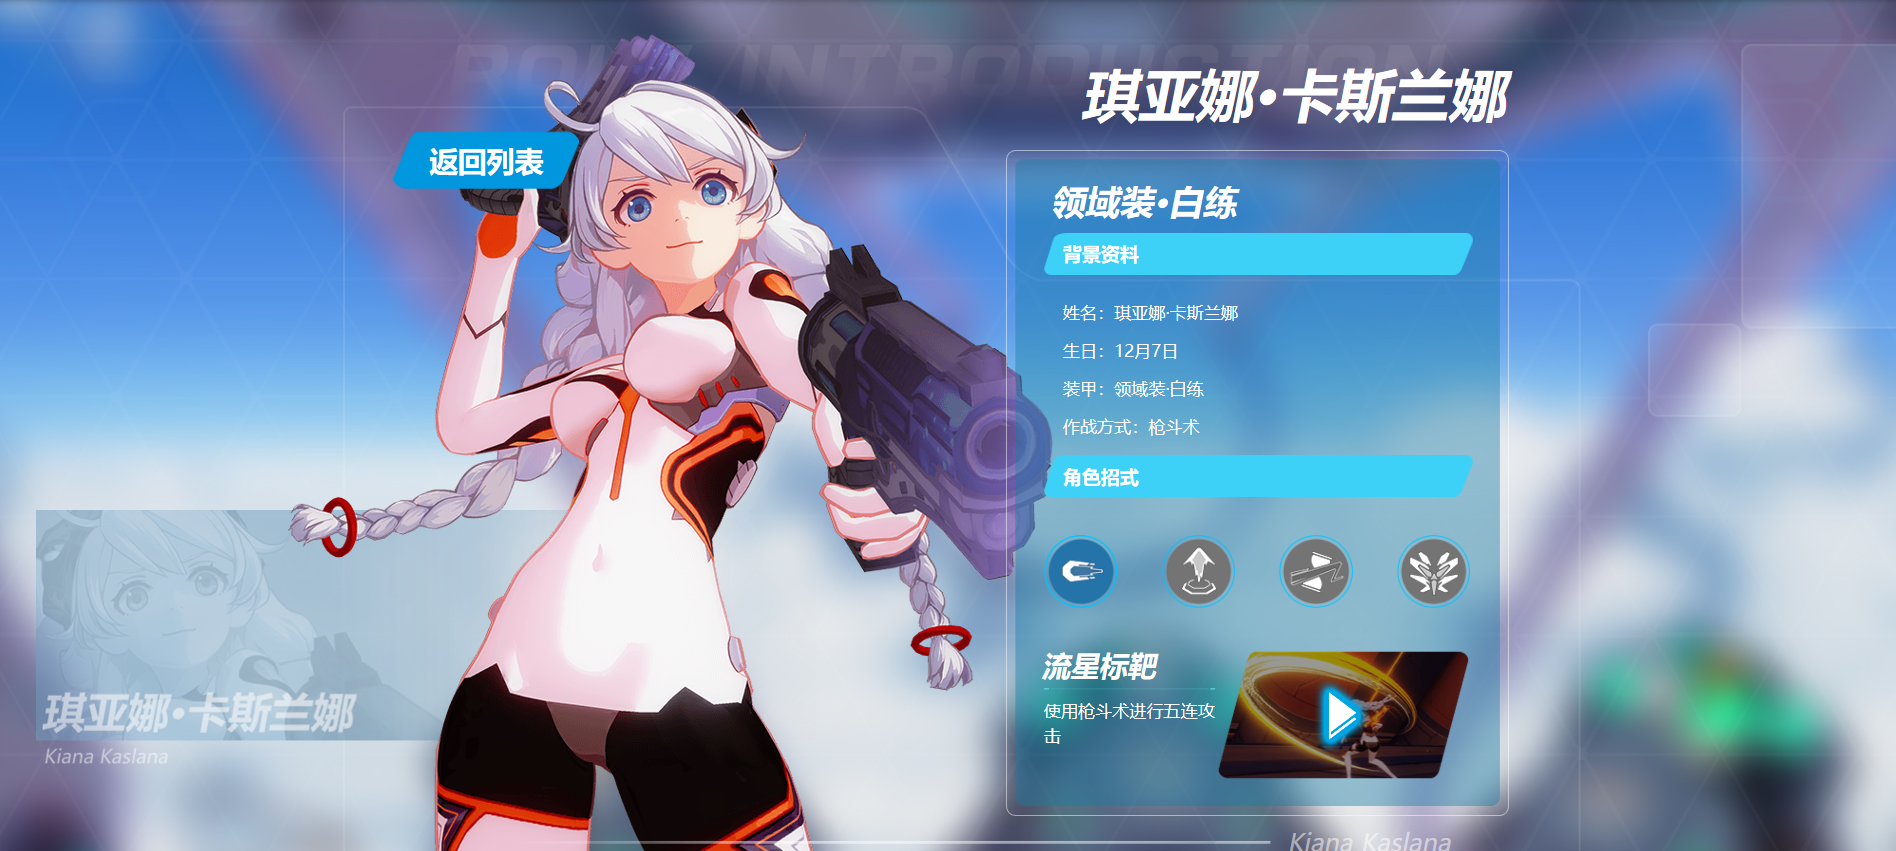 ROLE INTRODUCTION
琪亚娜·卡斯兰娜
返回列表
领域装·白练
背景资料
姓名：琪亚娜·卡斯兰娜
生日：12月7日
装甲：领域装·白练
作战方式：枪斗术
角色招式
流星标靶
使用枪斗术进行五连攻
击
琪亚娜·卡斯兰娜
Kiana Kaslana
Kiana Kaslana